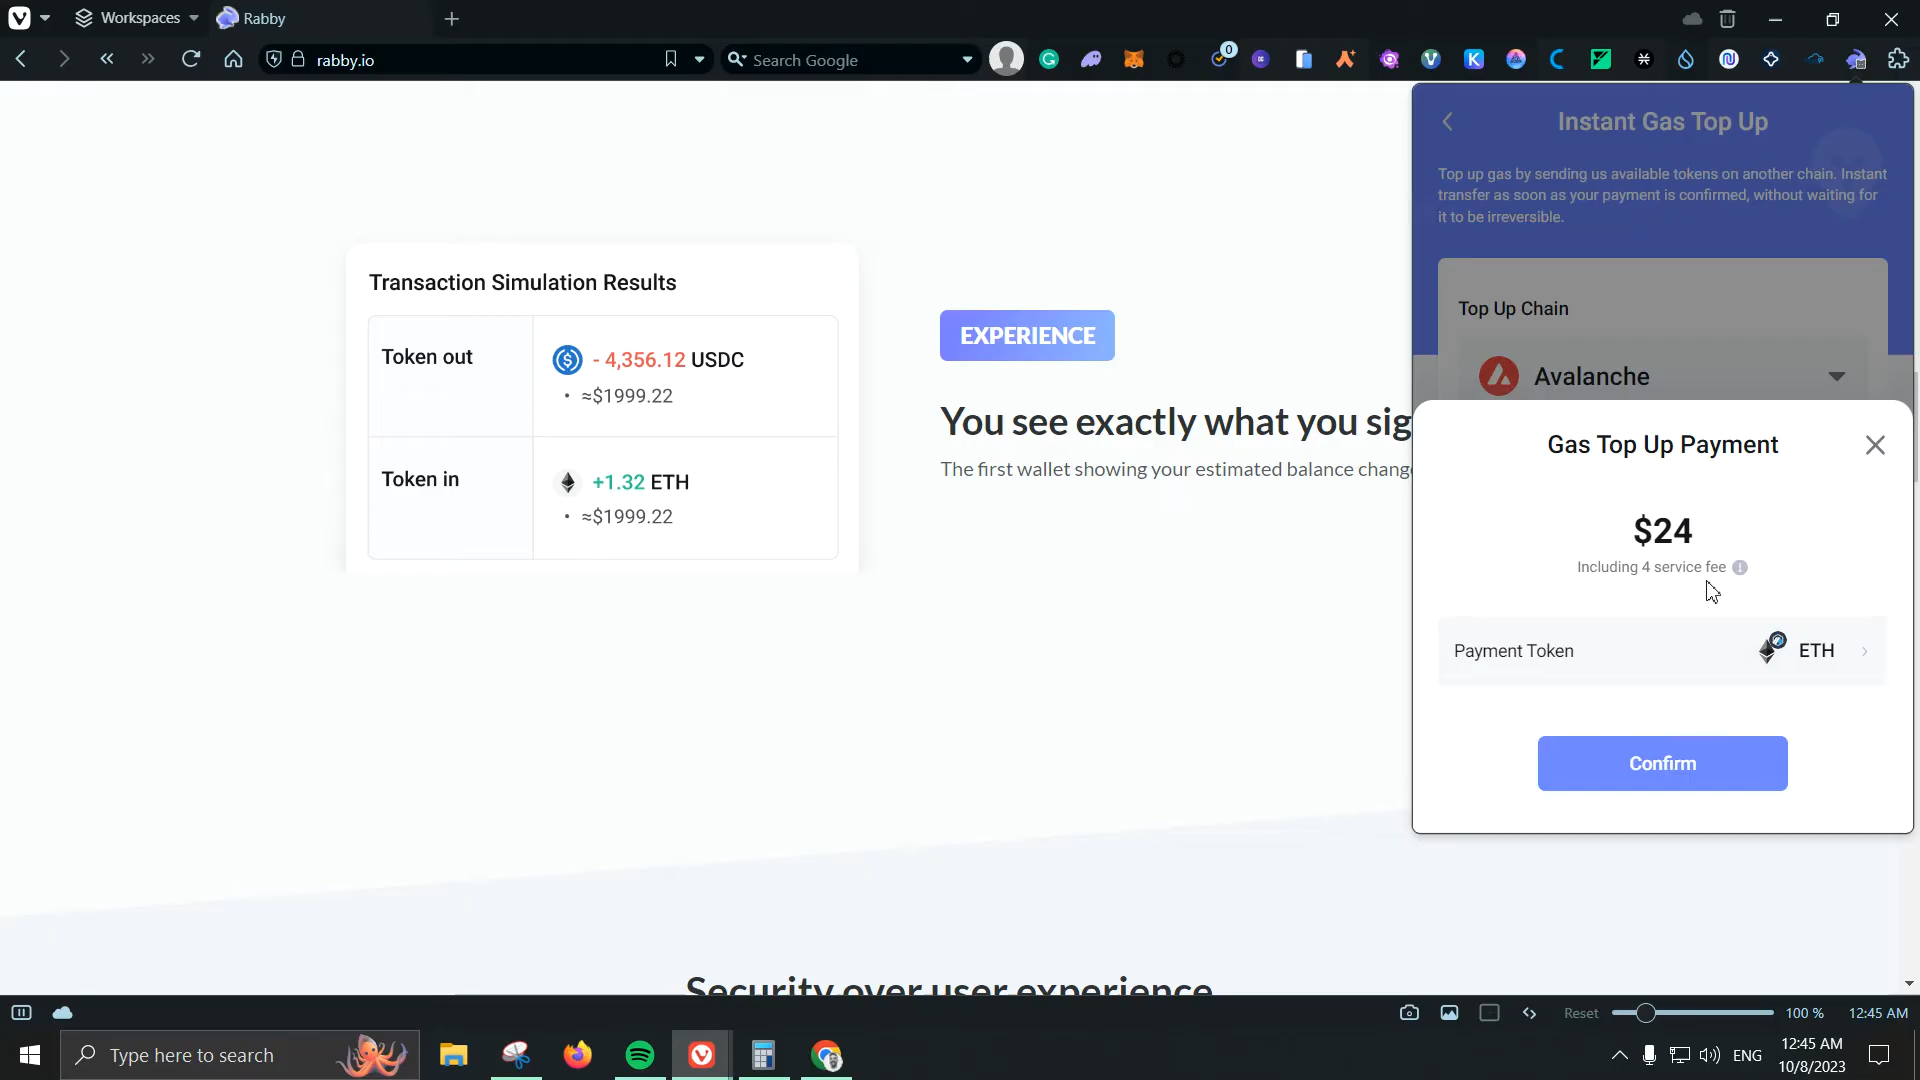 Workspaces
Rabby
rabby.io
Search Google
0
Instant Gas Top Up
Top up gas by sending us available tokens on another chain. Instant
transfer as soon as your payment is confirmed, without waiting for
it to be irreversible.
Top Up Chain
Avalanche
Gas Top Up Payment
$24
Including 4 service fee
Payment Token
ETH
Confirm
Transaction Simulation Results
Token out
- 4,356.12 USDC
• ≈$1999.22
Token in
+1.32 ETH
• ≈$1999.22
EXPERIENCE
You see exactly what you sig
The first wallet showing your estimated balance chang
Security over user experience
Reset
100 %
12:45 AM
Type here to search
ENG
12:45 AM
10/8/2023